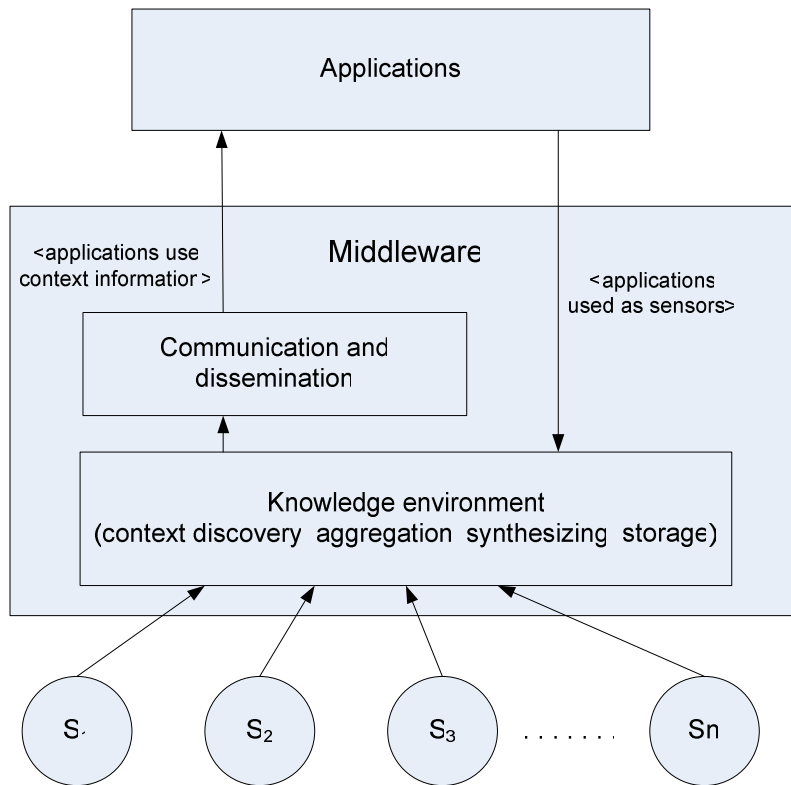 Applications
Middleware
<applications use
context information>
<applications
used as sensors>
Communication and
dissemination
Knowledge environment
(context discovery aggregation synthesizing storage)
S₂
S₃
. . . . . . .
Sn